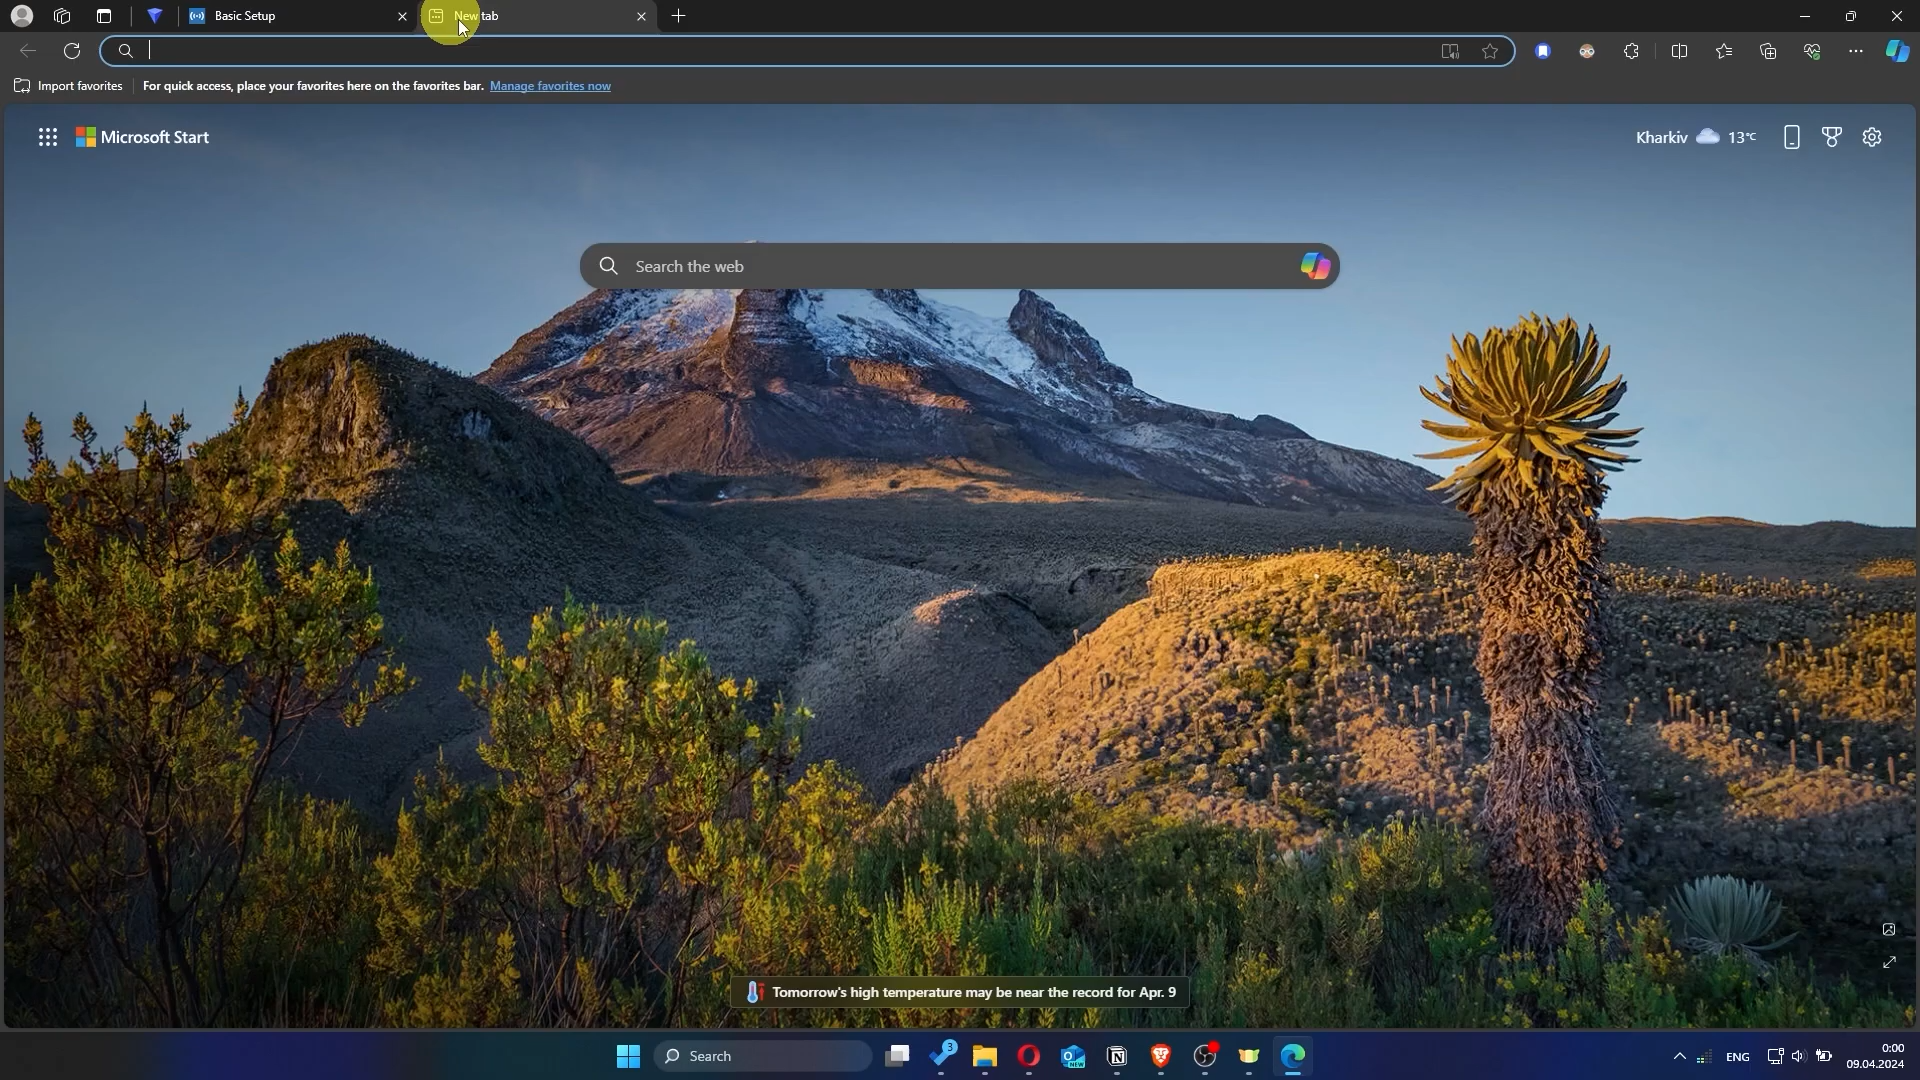 Basic Setup
New tab
Import favorites
For quick access, place your favorites here on the favorites bar. Manage favorites now
Microsoft Start
Kharkiv 13°C
Search the web
Tomorrow's high temperature may be near the record for Apr. 9
Search
3
NEW
ENG
0:00
09.04.2024